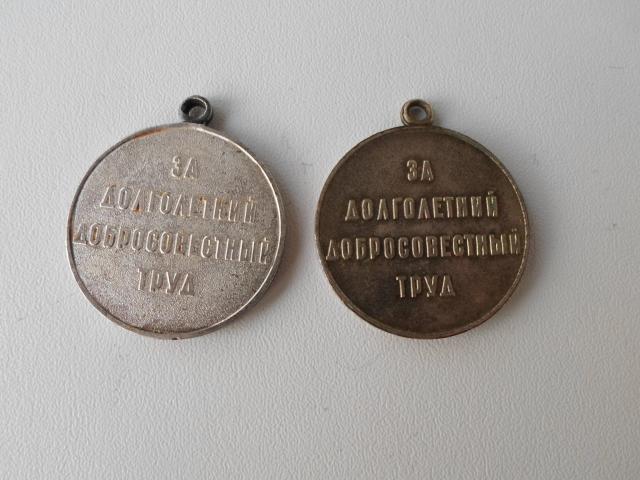 ЗА
ДОЛГОЛЕТНИЙ
ДОБРОСОВЕСТНЫЙ
ТРУД
ЗА
ДОЛГОЛЕТНИЙ
ДОБРОСОВЕСТНЫЙ
ТРУД